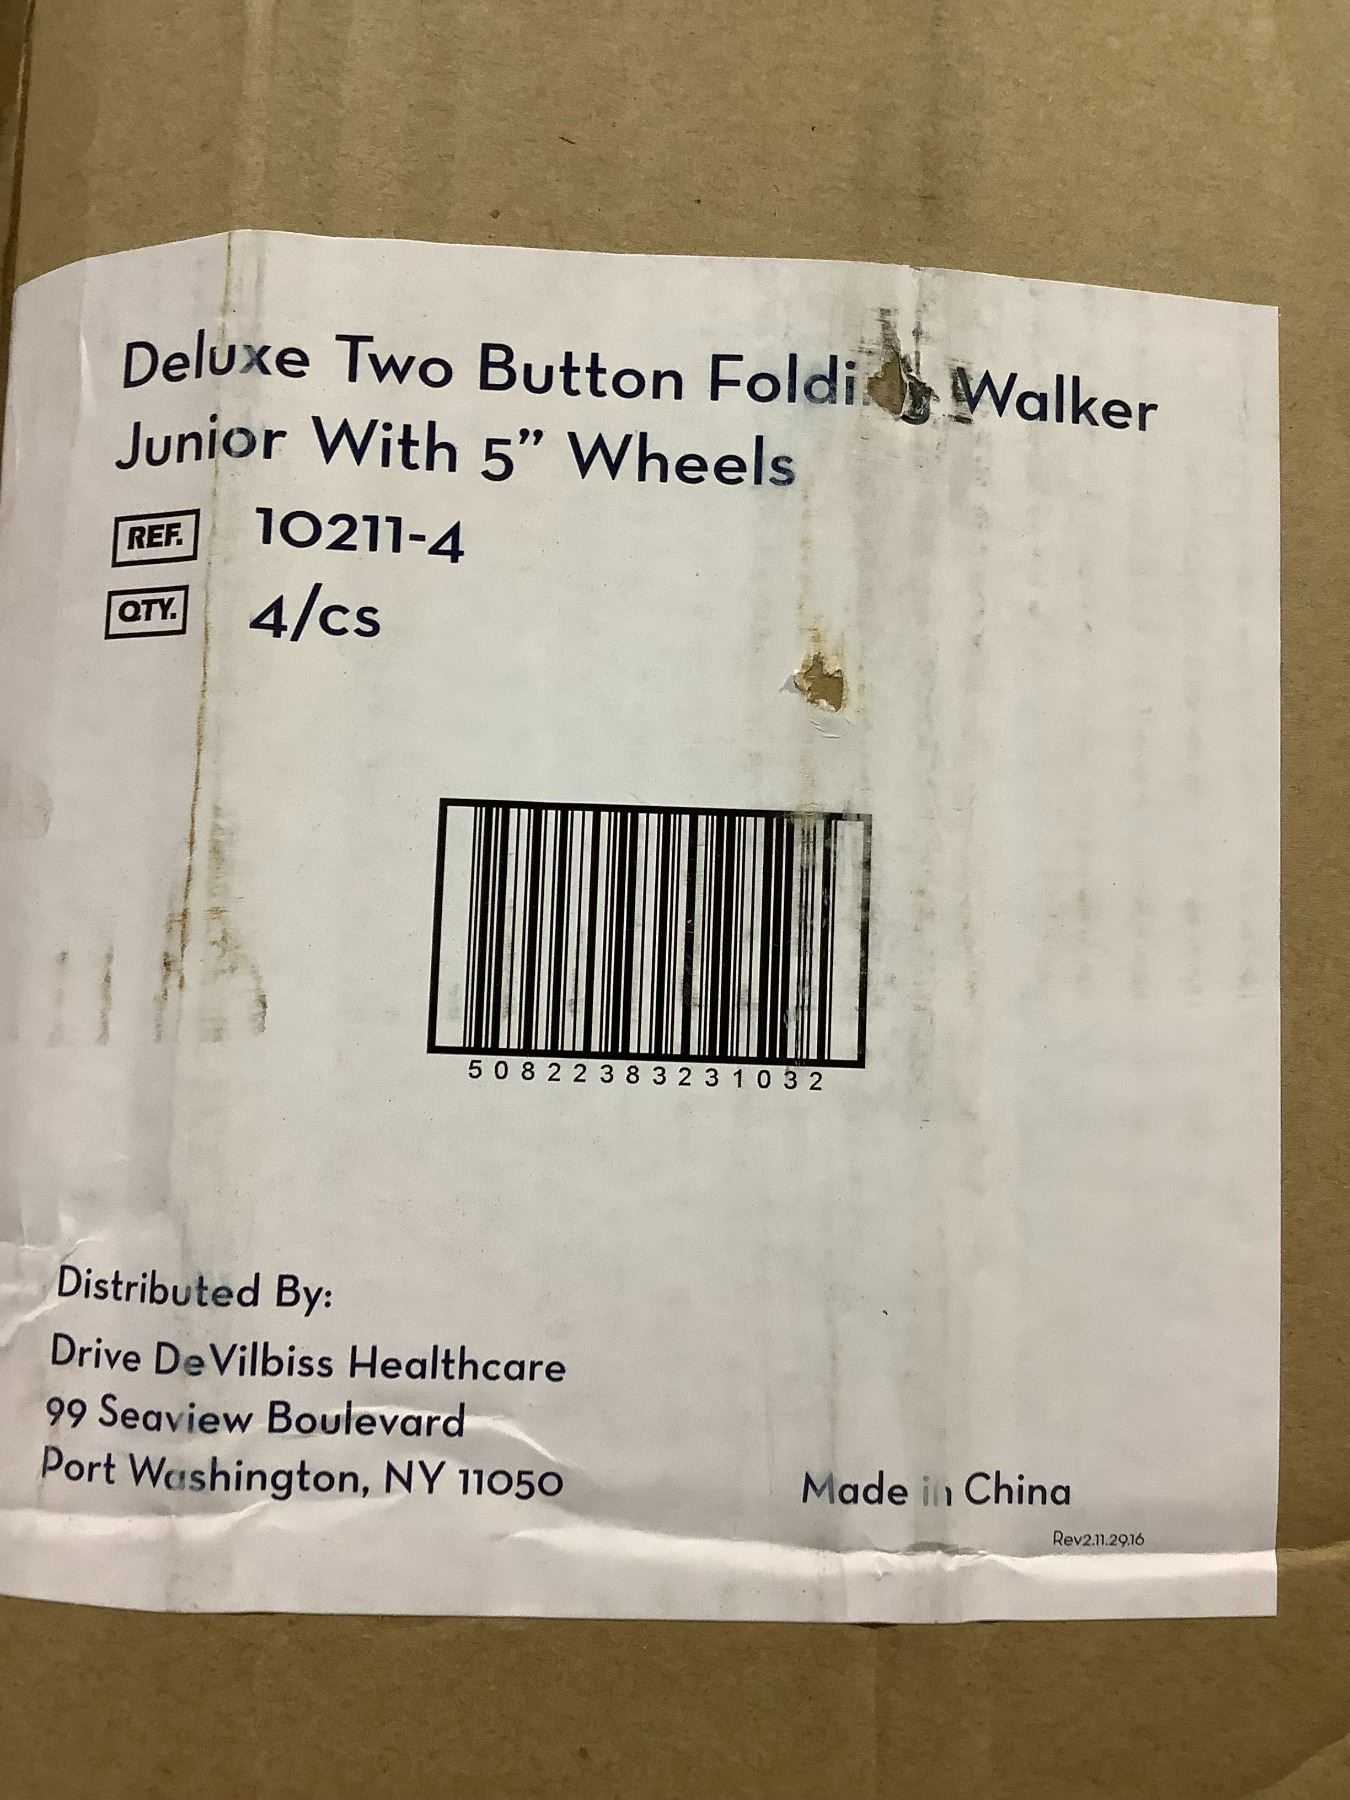 Deluxe Two Button Folding Walker
Junior With 5” Wheels
REF. 10211-4
QTY. 4/cs
50822383231032
Distributed By:
Drive DeVilbiss Healthcare
99 Seaview Boulevard
Port Washington, NY 11050
Made in China
Rev2.11.29.16